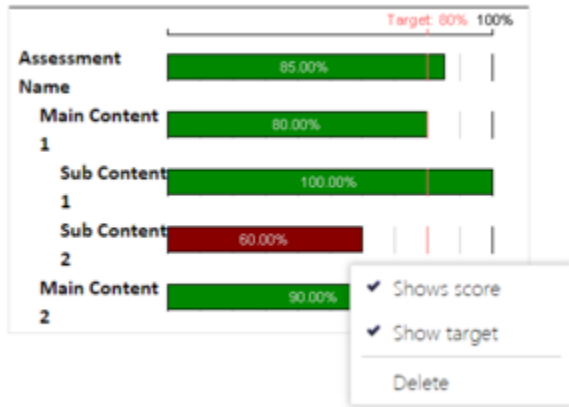 Target: 80% 100%
Assessment
Name
85.00%
Main Content
1
80.00%
Sub Content
1
100.00%
Sub Content
2
60.00%
Main Content
2
90.00%
Shows score
Show target
Delete